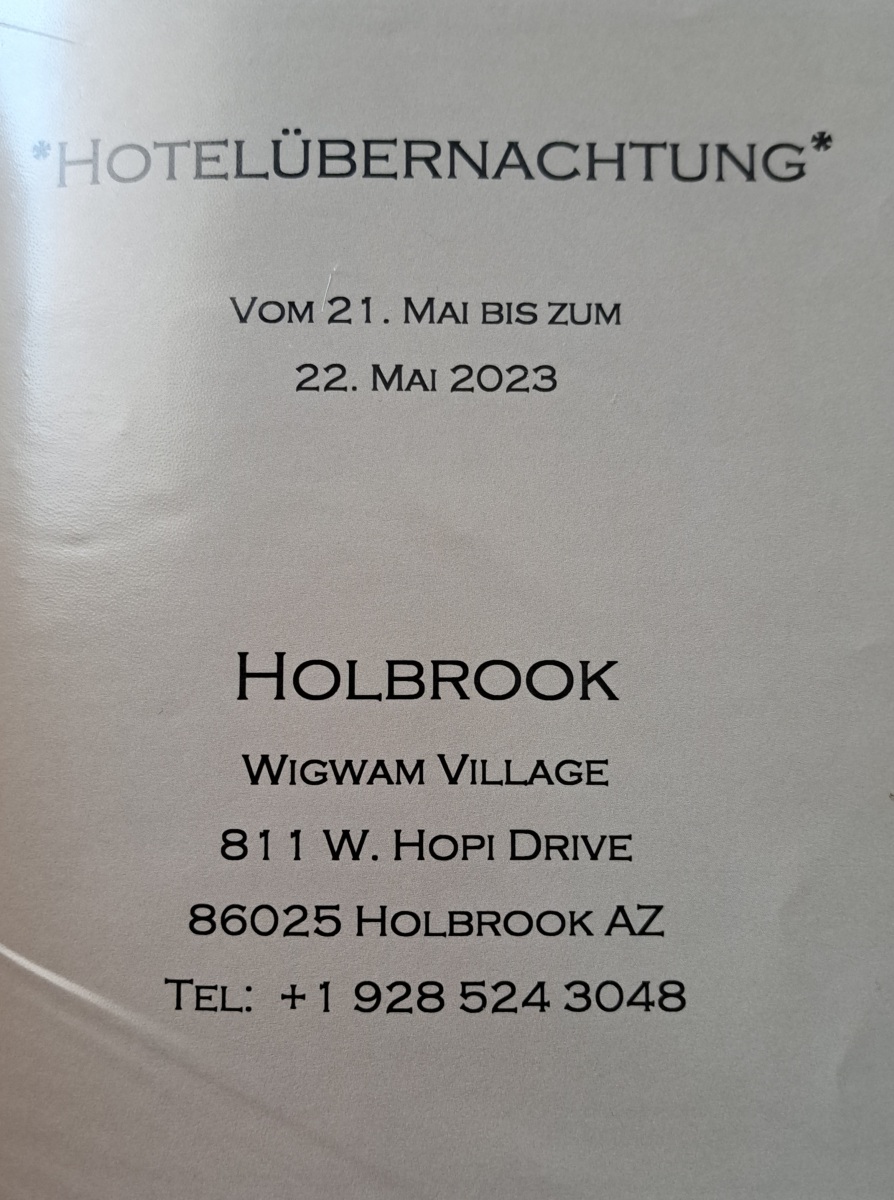 *HOTELÜBERNACHTUNG*
VOM 21. MAI BIS ZUM
22. MAI 2023
HOLBROOK
WIGWAM VILLAGE
811 W. HOPI DRIVE
86025 HOLBROOK AZ
TEL: +1 928 524 3048